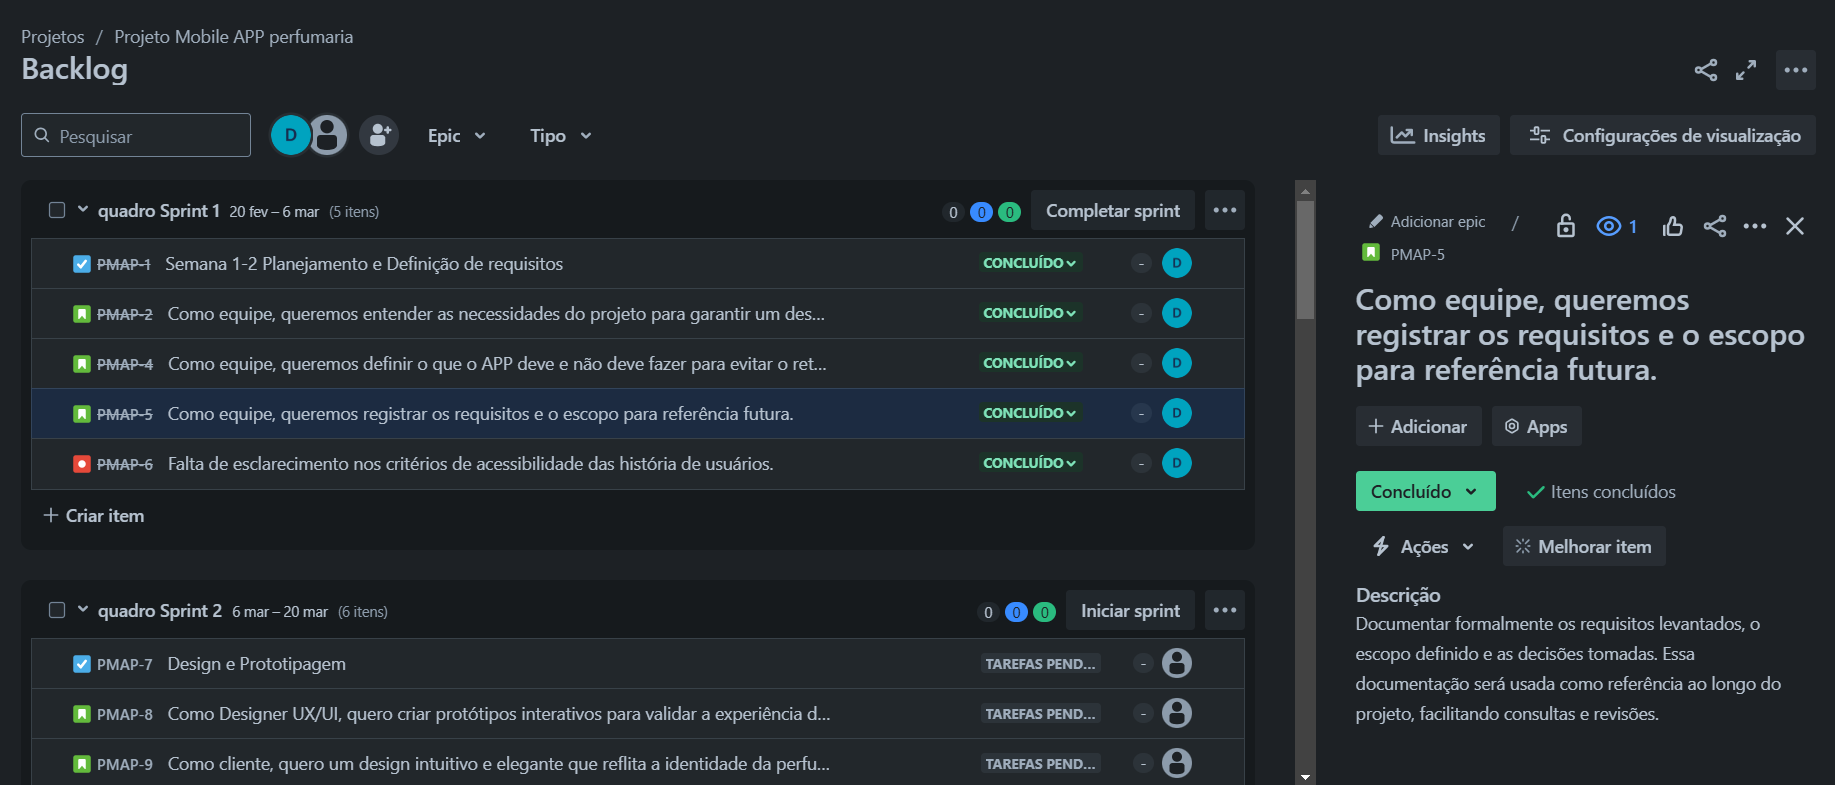 Projetos / Projeto Mobile APP perfumaria
Backlog
Pesquisar
D
Epic
Tipo
Insights
Configurações de visualização
quadro Sprint 1 20 fev – 6 mar (5 itens)
0 0 0 Completar sprint
PMAP-1 Semana 1-2 Planejamento e Definição de requisitos CONCLUÍDO - D
PMAP-2 Como equipe, queremos entender as necessidades do projeto para garantir um des... CONCLUÍDO - D
PMAP-4 Como equipe, queremos definir o que o APP deve e não deve fazer para evitar o ret... CONCLUÍDO - D
PMAP-5 Como equipe, queremos registrar os requisitos e o escopo para referência futura. CONCLUÍDO - D
PMAP-6 Falta de esclarecimento nos critérios de acessibilidade das história de usuários. CONCLUÍDO - D
+ Criar item
quadro Sprint 2 6 mar – 20 mar (6 itens)
0 0 0 Iniciar sprint
PMAP-7 Design e Prototipagem TAREFAS PEND... -
PMAP-8 Como Designer UX/UI, quero criar protótipos interativos para validar a experiência d... TAREFAS PEND... -
PMAP-9 Como cliente, quero um design intuitivo e elegante que reflita a identidade da perfu... TAREFAS PEND... -
Adicionar epic /
1
PMAP-5
Como equipe, queremos
registrar os requisitos e o escopo
para referência futura.
+ Adicionar
Apps
Concluído
Itens concluídos
Ações
Melhorar item
Descrição
Documentar formalmente os requisitos levantados, o
escopo definido e as decisões tomadas. Essa
documentação será usada como referência ao longo do
projeto, facilitando consultas e revisões.